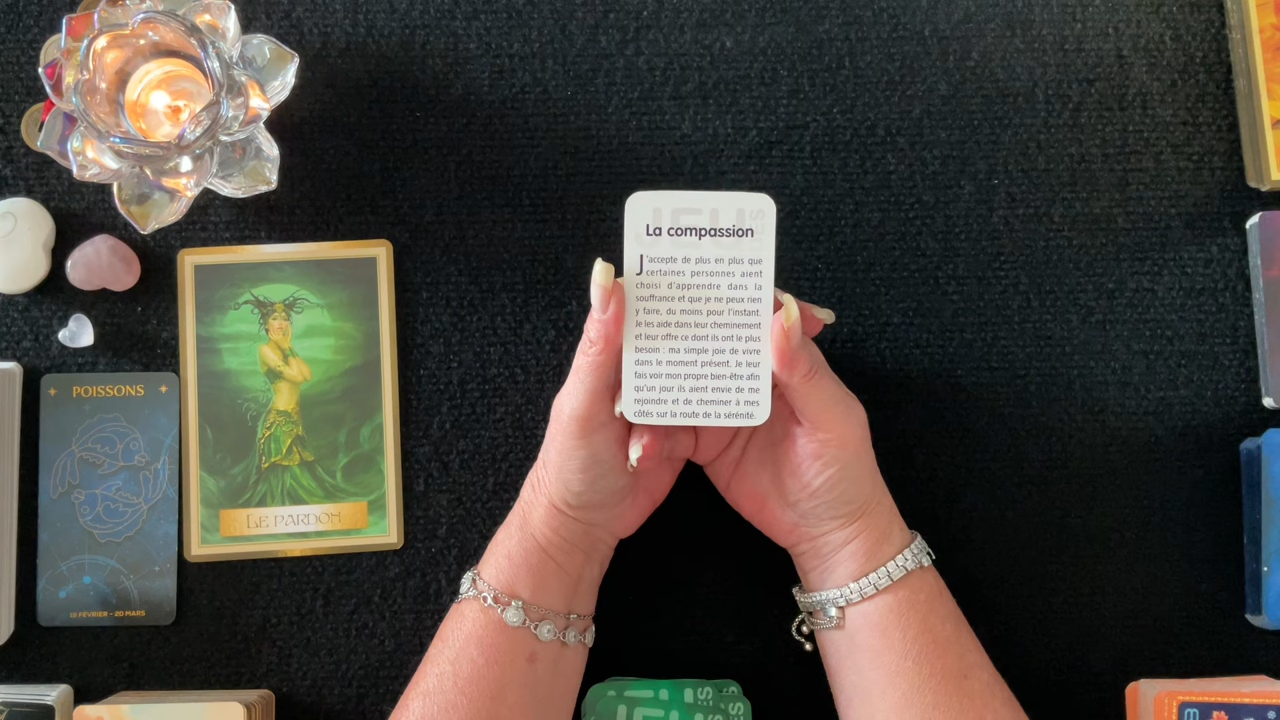 La compassion
J'accepte de plus en plus que
certaines personnes aient
choisi d'apprendre dans la
souffrance et que je ne peux rien
y faire, du moins pour l'instant.
Je les aide dans leur cheminement
et leur offre ce dont ils ont le plus
besoin : ma simple joie de vivre
dans le moment présent. Je leur
fais voir mon propre bien-être afin
qu'un jour ils aient envie de me
rejoindre et de cheminer à mes
côtés sur la route de la sérénité.
POISSONS
19 FÉVRIER - 20 MARS
LE PARDON
JEU